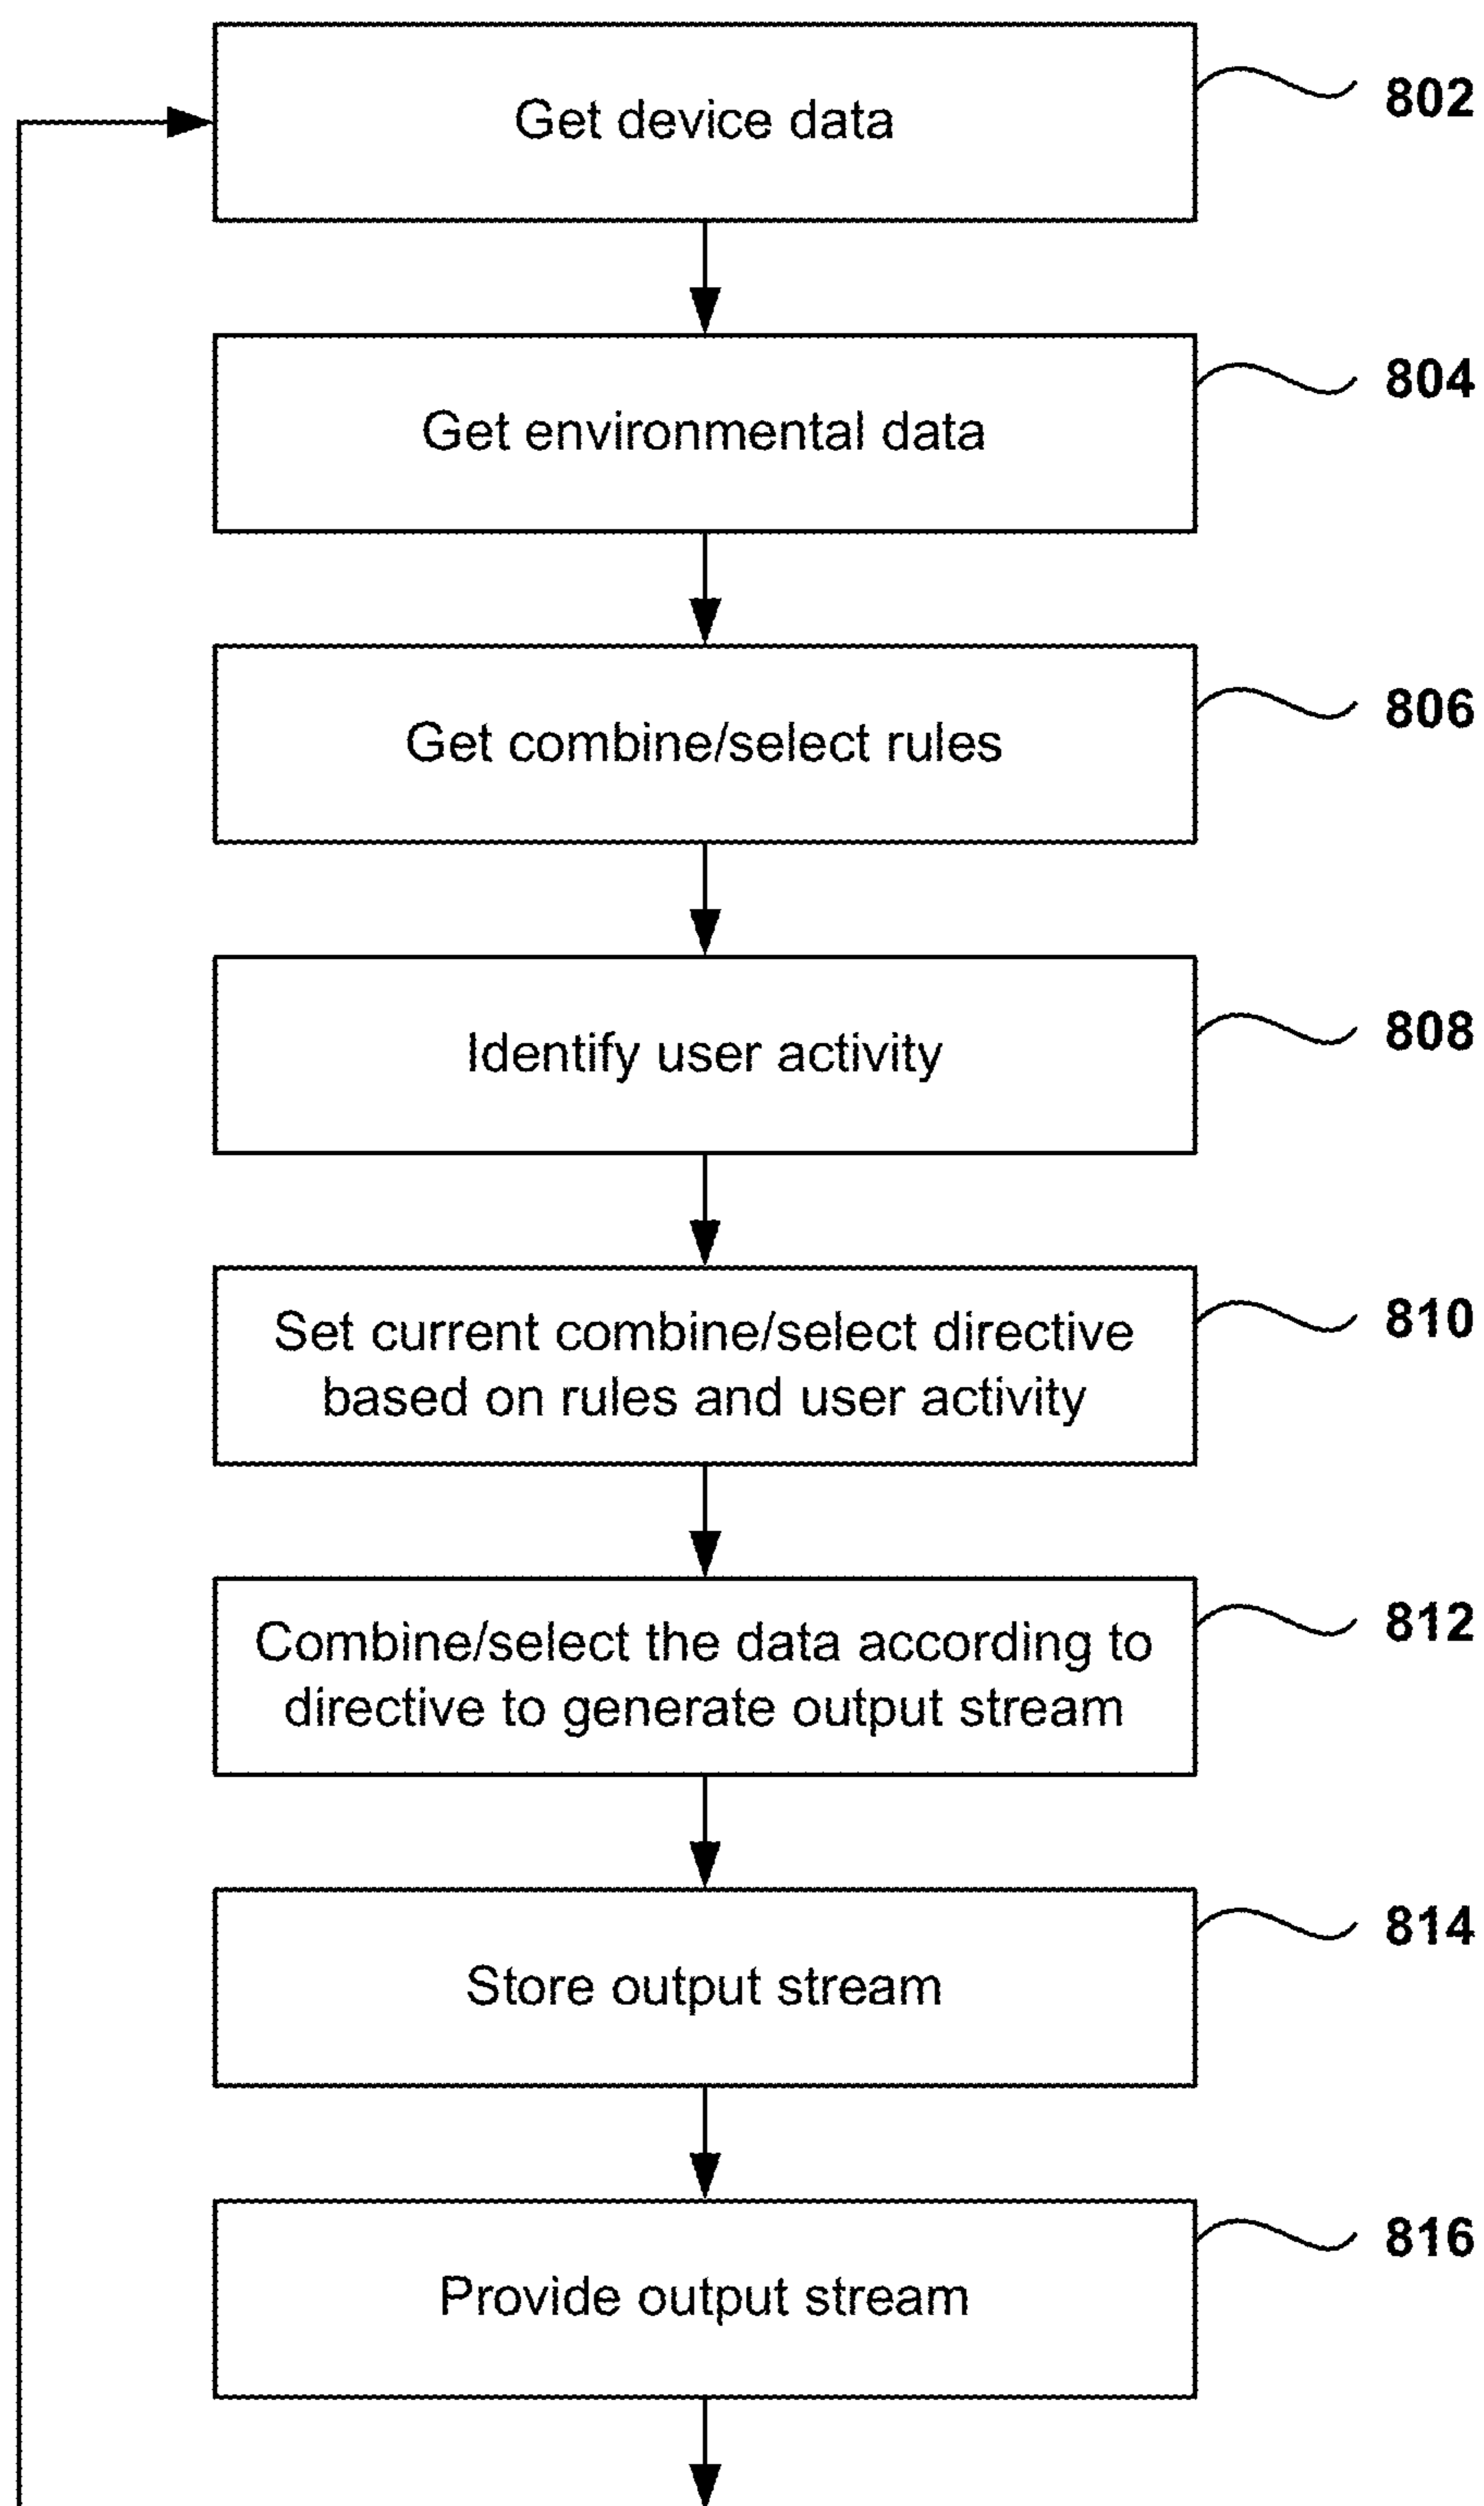 Get device data
802
Get environmental data
804
Get combine/select rules
806
Identify user activity
808
Set current combine/select directive
based on rules and user activity
810
Combine/select the data according to
directive to generate output stream
812
Store output stream
814
Provide output stream
816